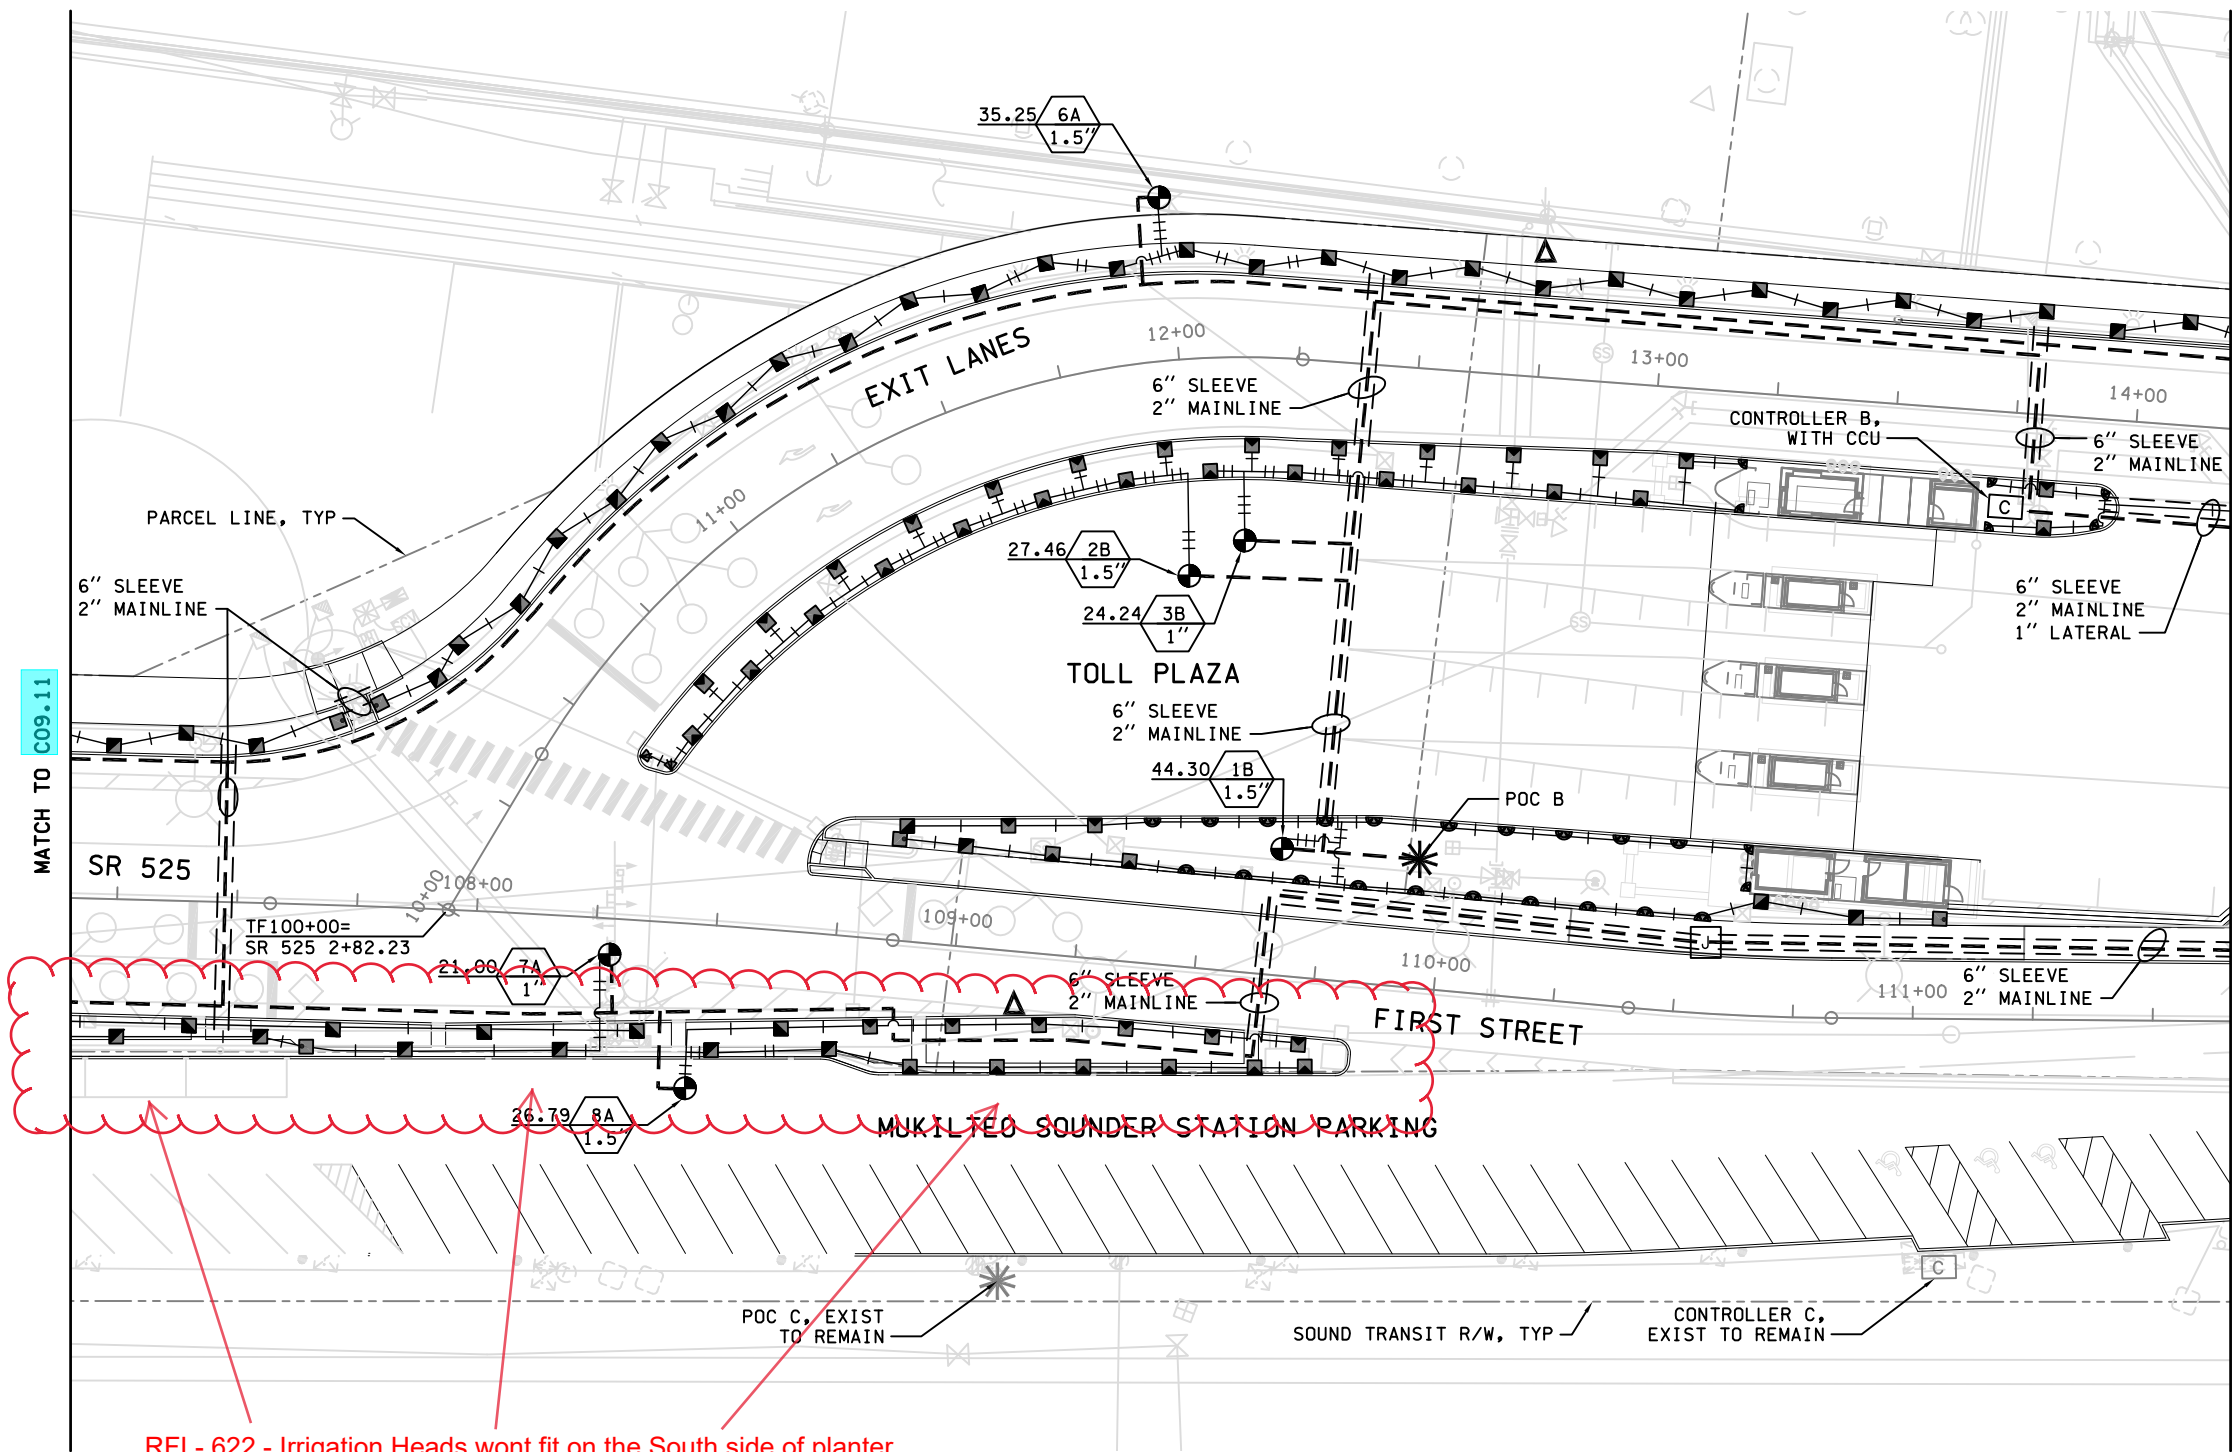 35.25 6A
1.5"
12+00
EXIT LANES
6" SLEEVE
2" MAINLINE
13+00
14+00
CONTROLLER B,
WITH CCU
6" SLEEVE
2" MAINLINE
C
PARCEL LINE, TYP
11+00
27.46 2B
1.5"
24.24 3B
1"
6" SLEEVE
2" MAINLINE
6" SLEEVE
2" MAINLINE
1" LATERAL
TOLL PLAZA
6" SLEEVE
2" MAINLINE
MATCH TO C09.11
44.30 1B
1.5"
POC B
SS
SS
SR 525
10+00
108+00
109+00
TF100+00=
SR 525 2+82.23
J
110+00
111+00
21.00 7A
1"
6" SLEEVE
2" MAINLINE
6" SLEEVE
2" MAINLINE
FIRST STREET
26.79 8A
1.5"
MUKILTEO SOUNDER STATION PARKING
C
POC C, EXIST
TO REMAIN
SOUND TRANSIT R/W, TYP
CONTROLLER C,
EXIST TO REMAIN
RFI - 622 - Irrigation Heads wont fit on the South side of planter